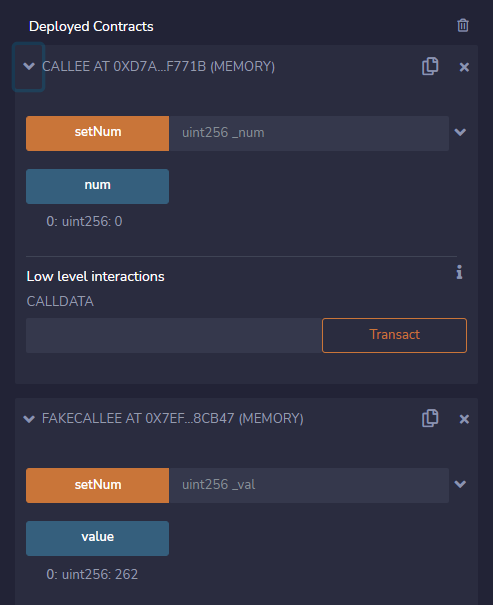 Deployed Contracts
CALLEE AT 0XD7A...F771B (MEMORY)
setNum uint256 _num
num
0: uint256: 0
Low level interactions
CALLDATA
Transact
FAKECALLEE AT 0X7EF...8CB47 (MEMORY)
setNum uint256 _val
value
0: uint256: 262